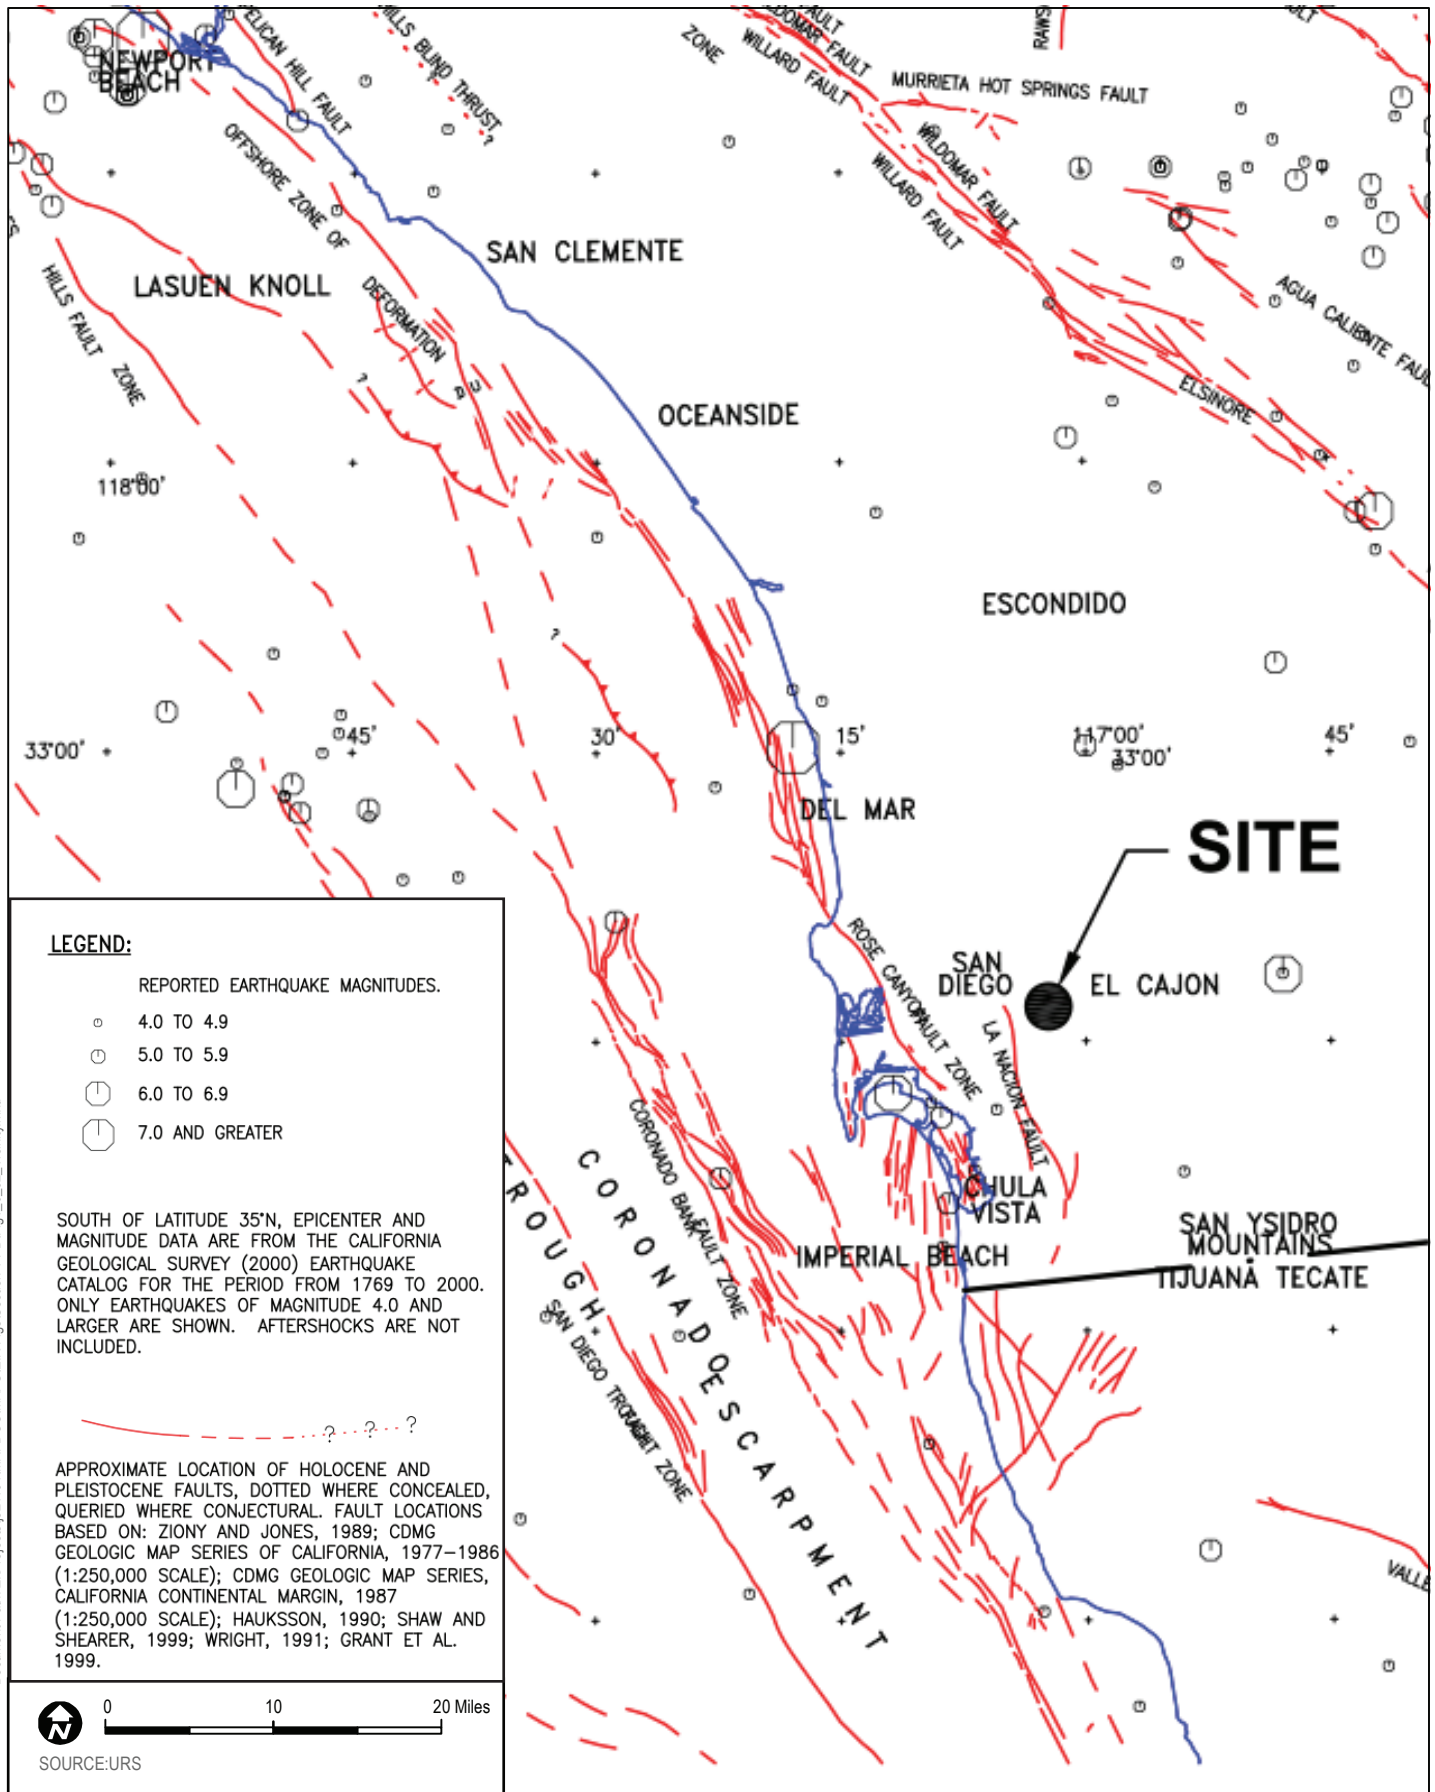 PELICAN HILL FAULT
HILLS BLIND THRUST
?
ZONE
FAULT
WILLARD FAULT
RAWS
ULT
NEWPORT
BEACH
MURRIETA HOT SPRINGS FAULT
OFFSHORE ZONE OF
DEFORMATION
WILDOMAR FAULT
WILLARD FAULT
SAN CLEMENTE
LASUEN KNOLL
HILLS FAULT ZONE
AGUA CALIENTE FAUL
?
ELSINORE
OCEANSIDE
118°00'
ESCONDIDO
?
33°00'
45'
30'
15'
117°00'
33°00'
45'
DEL MAR
SITE
ROSE CANYON
FAULT ZONE
SAN
DIEGO
EL CAJON
LA NACION FAULT
CORONADO BANK
FAULT ZONE
CORONADO
ESCARPMENT
TROUGH
SAN DIEGO TROUGH
FAULT ZONE
CHULA
VISTA
IMPERIAL BEACH
SAN YSIDRO
MOUNTAINS
TIJUANA TECATE
VALLE
LEGEND:
REPORTED EARTHQUAKE MAGNITUDES.
4.0 TO 4.9
5.0 TO 5.9
6.0 TO 6.9
7.0 AND GREATER
SOUTH OF LATITUDE 35°N, EPICENTER AND
MAGNITUDE DATA ARE FROM THE CALIFORNIA
GEOLOGICAL SURVEY (2000) EARTHQUAKE
CATALOG FOR THE PERIOD FROM 1769 TO 2000.
ONLY EARTHQUAKES OF MAGNITUDE 4.0 AND
LARGER ARE SHOWN. AFTERSHOCKS ARE NOT
INCLUDED.
? ? ?
APPROXIMATE LOCATION OF HOLOCENE AND
PLEISTOCENE FAULTS, DOTTED WHERE CONCEALED,
QUERIED WHERE CONJECTURAL. FAULT LOCATIONS
BASED ON: ZIONY AND JONES, 1989; CDMG
GEOLOGIC MAP SERIES OF CALIFORNIA, 1977-1986
(1:250,000 SCALE); CDMG GEOLOGIC MAP SERIES,
CALIFORNIA CONTINENTAL MARGIN, 1987
(1:250,000 SCALE); HAUKSSON, 1990; SHAW AND
SHEARER, 1999; WRIGHT, 1991; GRANT ET AL.
1999.
N
0 10 20 Miles
SOURCE:URS